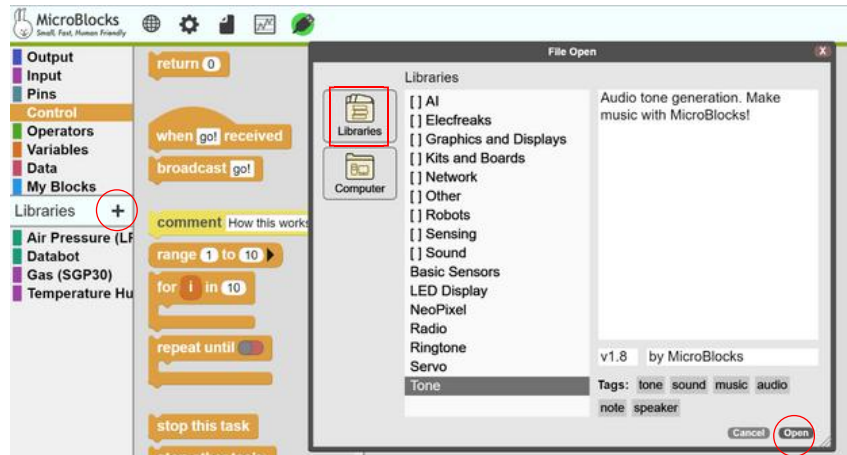 MicroBlocks
Small, Fast, Human Friendly
Output
Input
Pins
Control
Operators
Variables
Data
My Blocks
Libraries +
Air Pressure (LP
Databot
Gas (SGP30)
Temperature Hu
return 0
when go! received
broadcast go!
comment How this works
range 1 to 10
for i in 10
repeat until
stop this task
File Open
X
Libraries
Computer
Libraries
[ ] AI
[ ] Elecfreaks
[ ] Graphics and Displays
[ ] Kits and Boards
[ ] Network
[ ] Other
[ ] Robots
[ ] Sensing
[ ] Sound
Basic Sensors
LED Display
NeoPixel
Radio
Ringtone
Servo
Tone
Audio tone generation. Make
music with MicroBlocks!
v1.8 by MicroBlocks
Tags: tone sound music audio
note speaker
Cancel Open